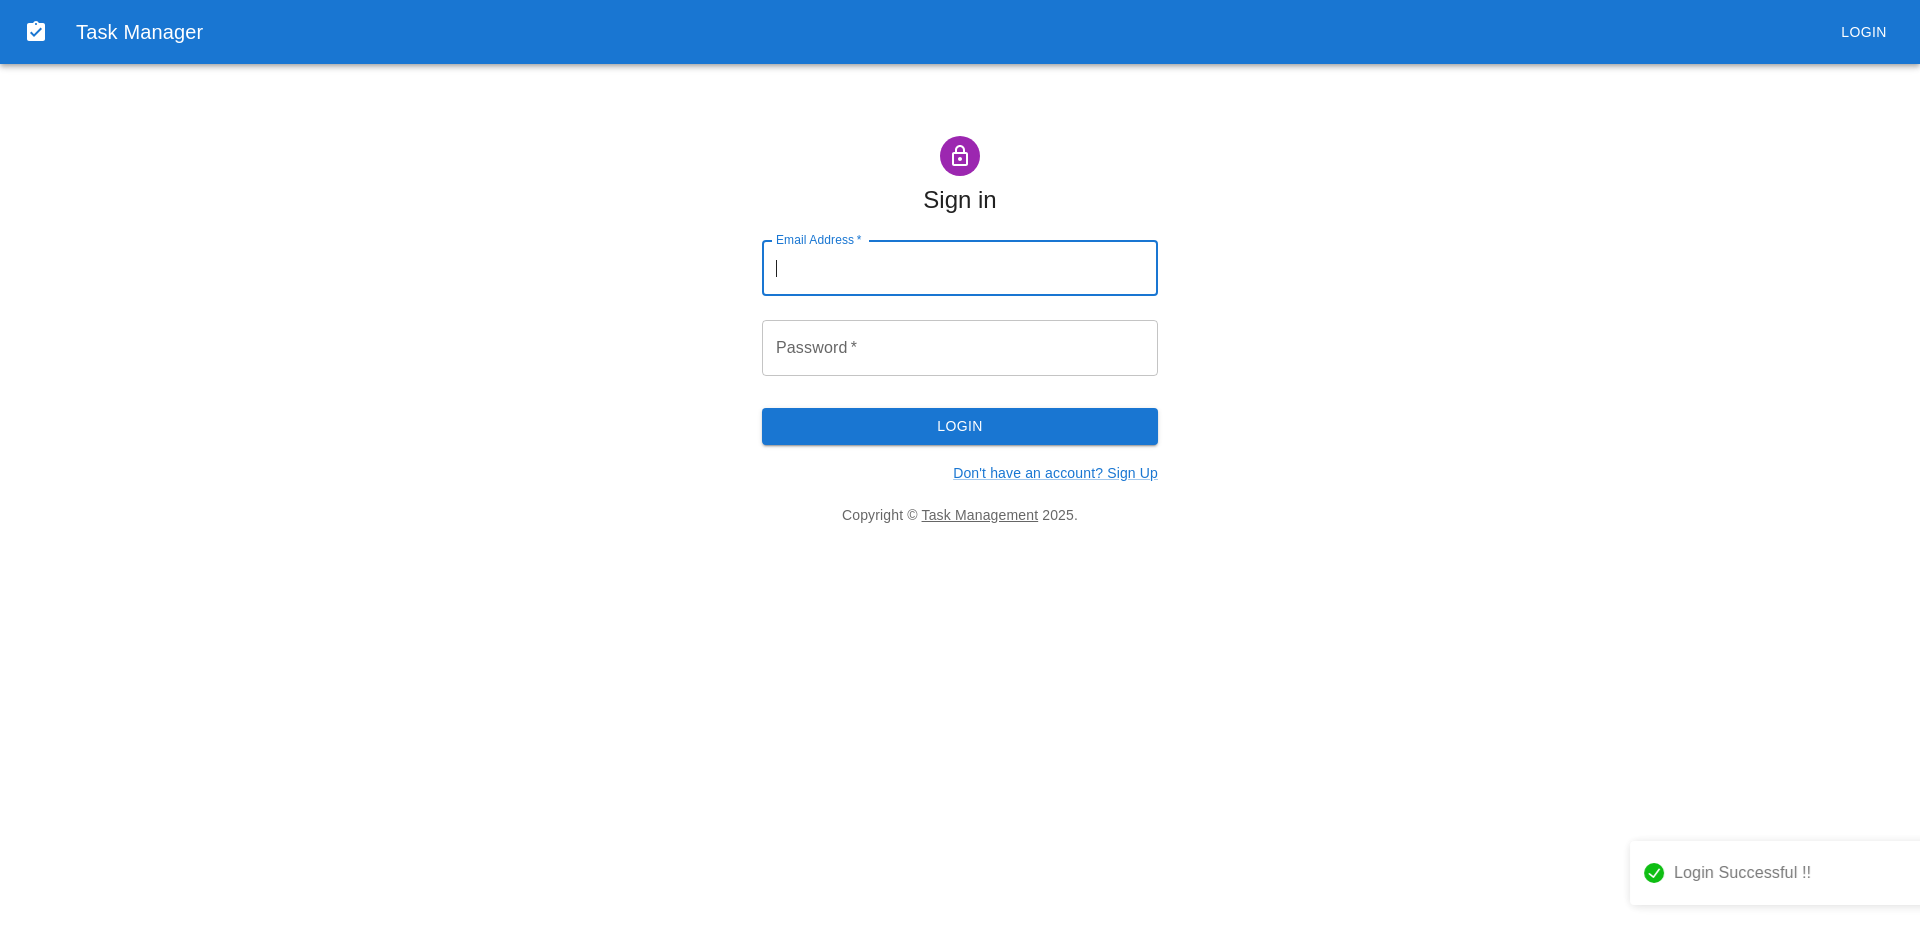 Task Manager
LOGIN
Sign in
Email Address *
Password *
LOGIN
Don't have an account? Sign Up
Copyright © Task Management 2025.
Login Successful !!